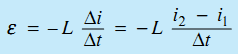 ε = − L Δi/Δt = − L (i₂ − i₁)/Δt